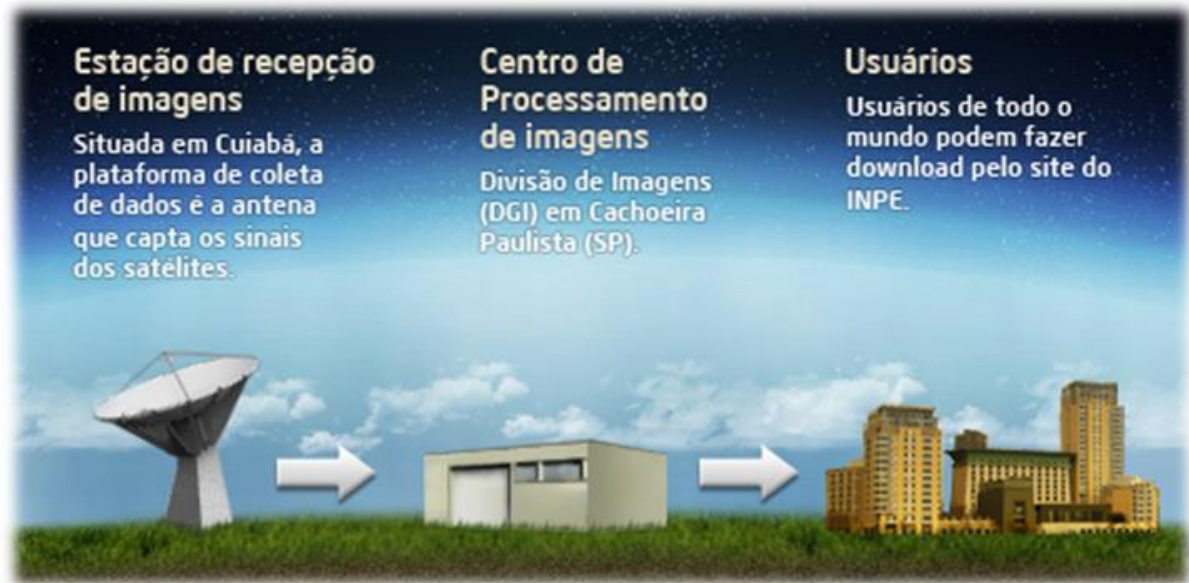 Estação de recepção
de imagens
Situada em Cuiabá, a
plataforma de coleta
de dados é a antena
que capta os sinais
dos satélites.
Centro de
Processamento
de imagens
Divisão de Imagens
(DGI) em Cachoeira
Paulista (SP).
Usuários
Usuários de todo o
mundo podem fazer
download pelo site do
INPE.